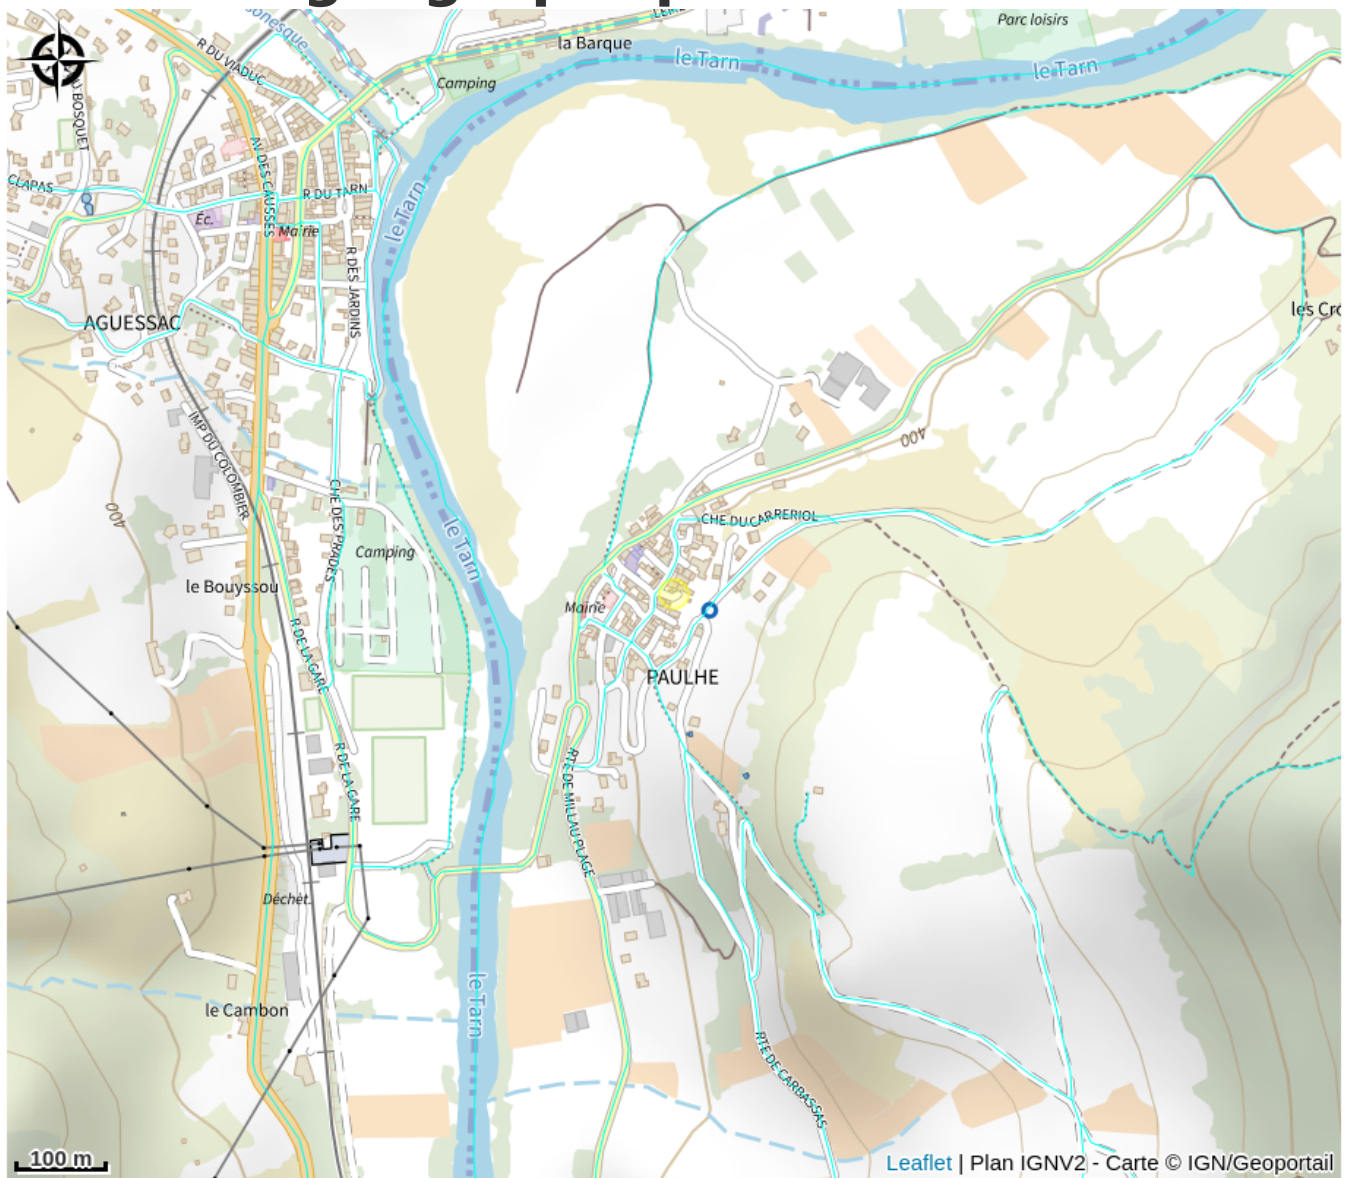 Parc loisirs
la Barque
le Tarn
le Tarn
R DU VIADUC
Camping
BOSQUET
AV DES CAUSSES
CLAPAS
R DU TARN
Éc.
Mairie
le Tarn
R DES JARDINS
AGUESSAC
les Cro
IMP DU COLOMBIER
400
400
CHE DES PRADES
CHE DU CARRERIOL
le Tarn
Camping
le Bouyssou
Mairie
R DE LA GARE
PAULHE
R DE LA GARE
RTE DE MILLAU PLAGE
Déchèt.
le Cambon
le Tarn
RTE DE CARBASSAS
100 m
Leaflet | Plan IGNV2 - Carte © IGN/Geoportail